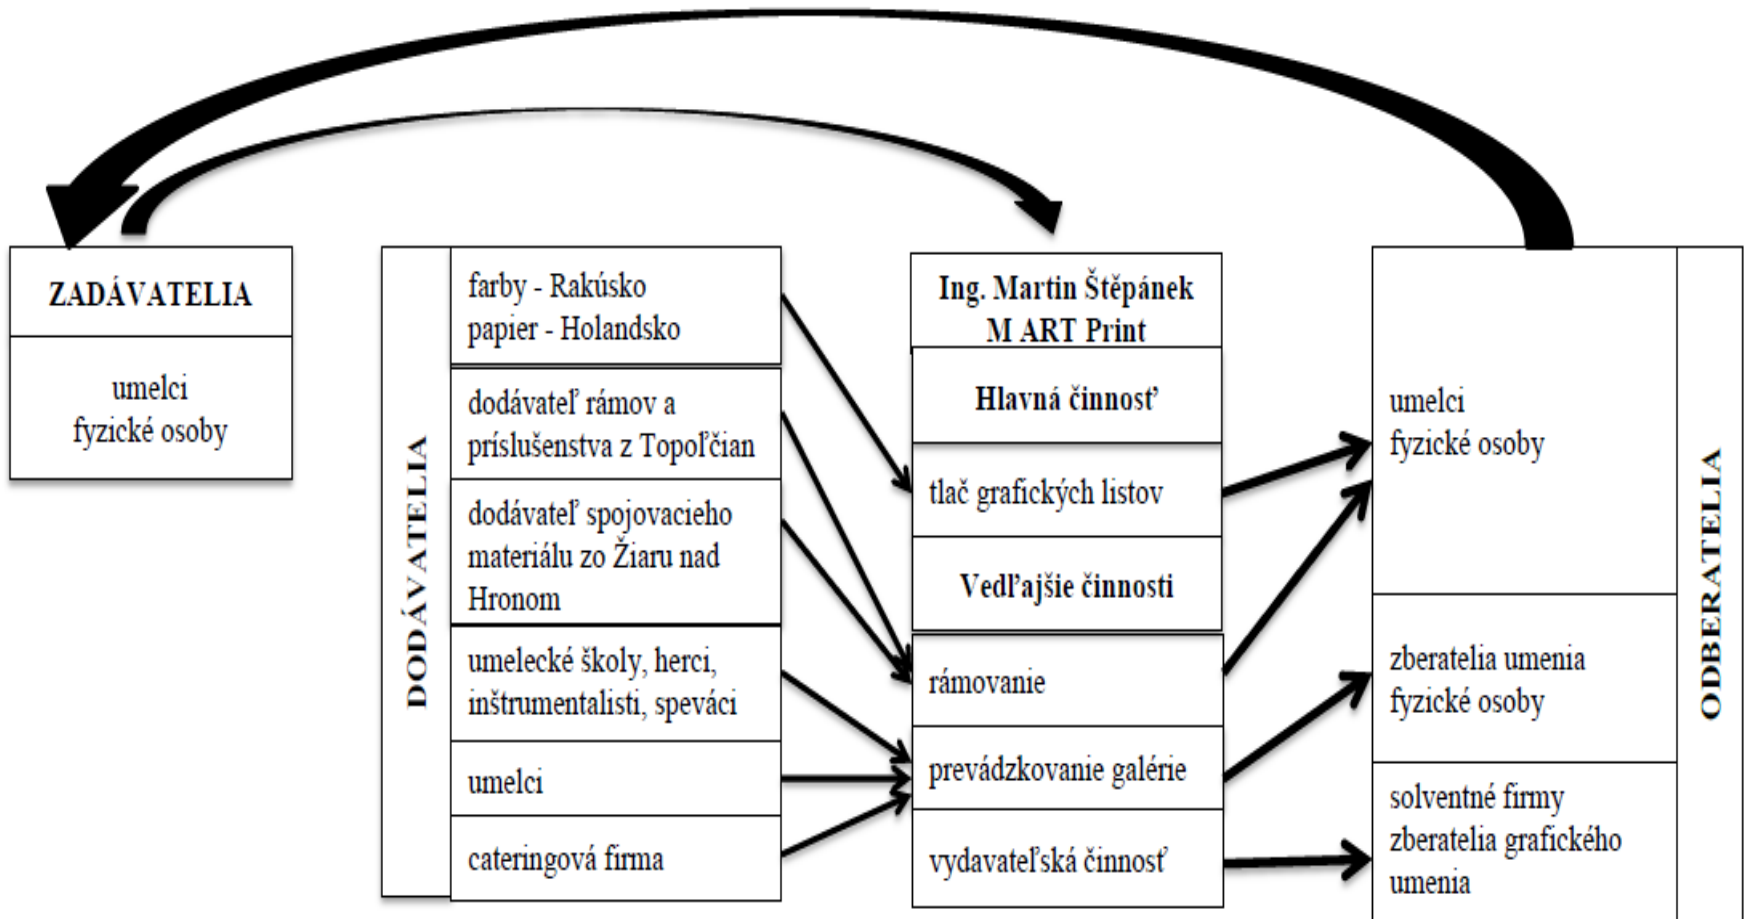 ZADÁVATELIA
umelci
fyzické osoby
DODÁVATELIA
farby - Rakúsko
papier - Holandsko
dodávateľ rámov a
príslušenstva z Topoľčian
dodávateľ spojovacieho
materiálu zo Žiaru nad
Hronom
umelecké školy, herci,
inštrumentalisti, speváci
umelci
cateringová firma
Ing. Martin Štěpánek
M ART Print
Hlavná činnosť
tlač grafických listov
Vedľajšie činnosti
rámovanie
prevádzkovanie galérie
vydavateľská činnosť
umelci
fyzické osoby
zberatelia umenia
fyzické osoby
solventné firmy
zberatelia grafického
umenia
ODBERATELIA